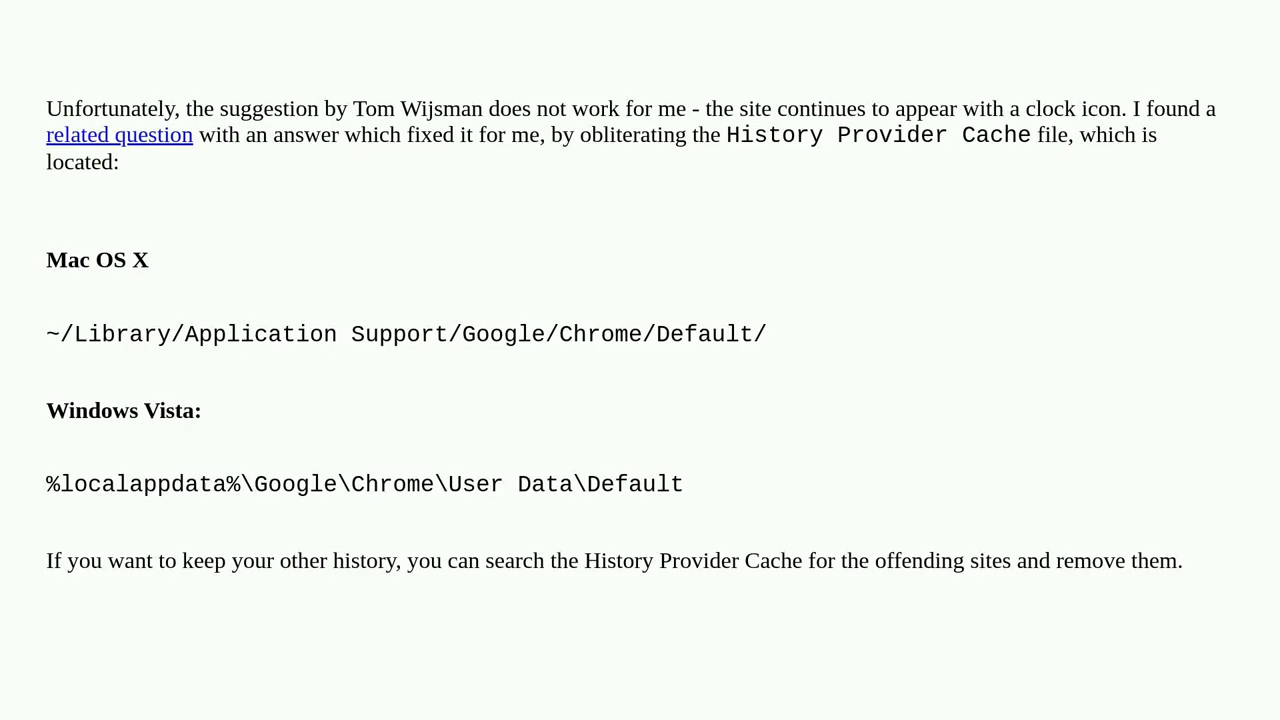 Unfortunately, the suggestion by Tom Wijsman does not work for me - the site continues to appear with a clock icon. I found a
related question with an answer which fixed it for me, by obliterating the History Provider Cache file, which is
located:
Mac OS X
~/Library/Application Support/Google/Chrome/Default/
Windows Vista:
%localappdata%\Google\Chrome\User Data\Default
If you want to keep your other history, you can search the History Provider Cache for the offending sites and remove them.